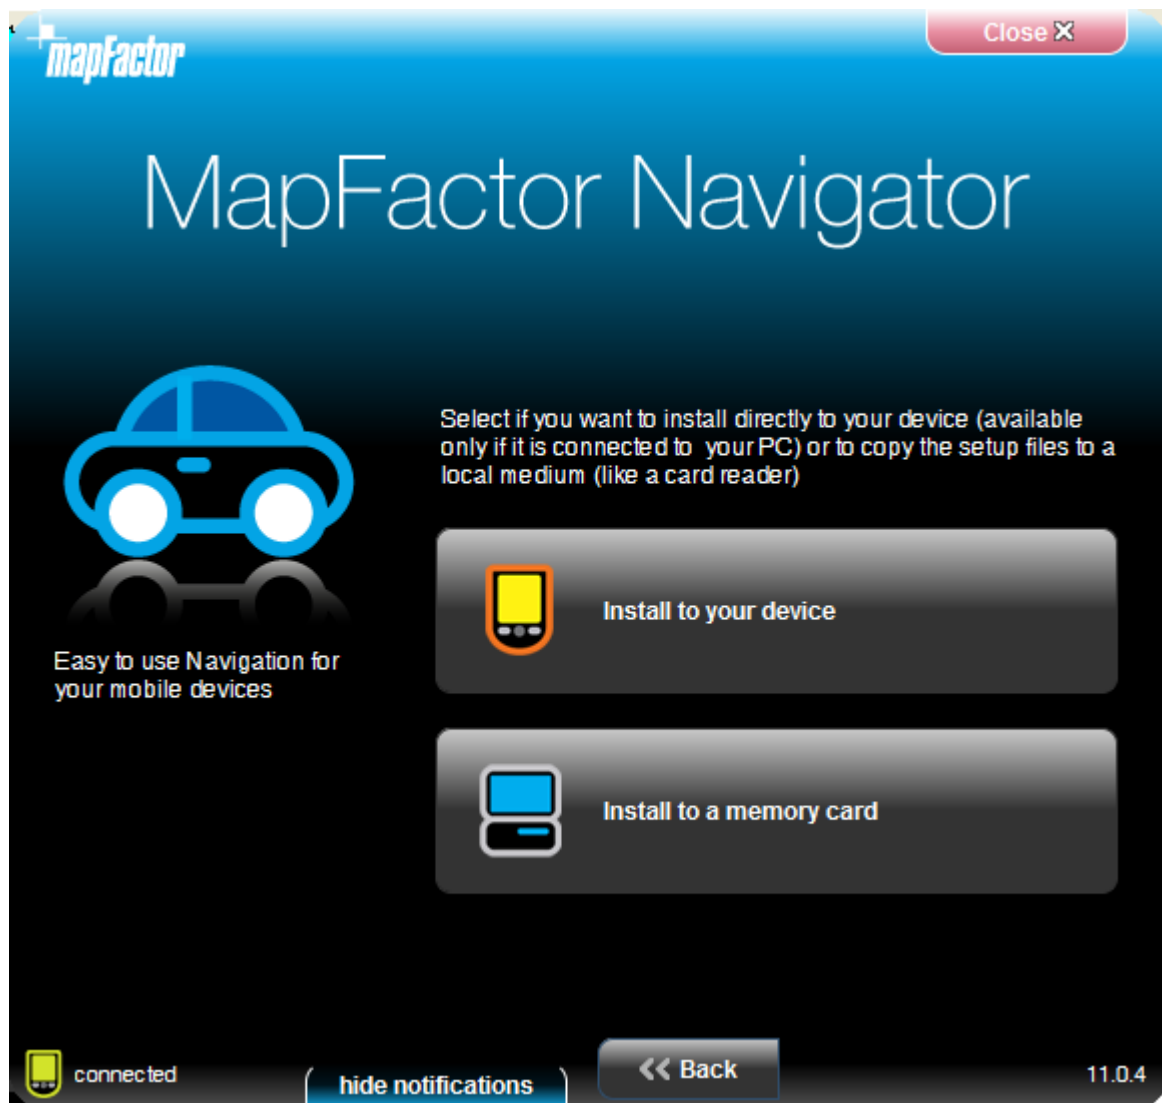 mapFactor
Close
MapFactor Navigator
Select if you want to install directly to your device (available
only if it is connected to your PC) or to copy the setup files to a
local medium (like a card reader)
Install to your device
Easy to use Navigation for
your mobile devices
Install to a memory card
connected
hide notifications
Back
11.0.4